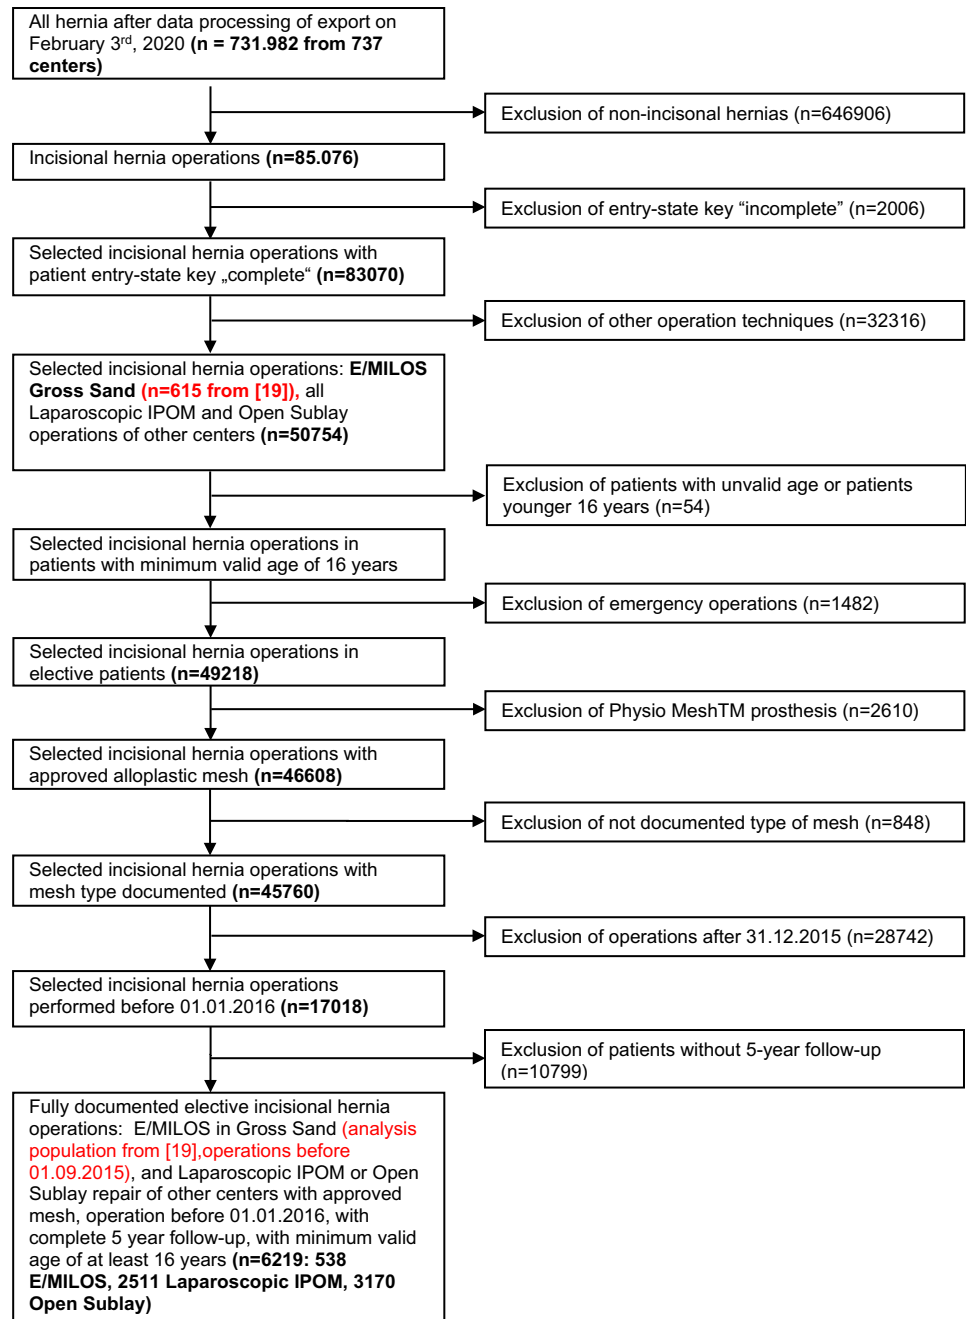 All hernia after data processing of export on
February 3rd, 2020 (n = 731.982 from 737
centers)
Exclusion of non-incisonal hernias (n=646906)
Incisional hernia operations (n=85.076)
Exclusion of entry-state key “incomplete” (n=2006)
Selected incisional hernia operations with
patient entry-state key „complete“ (n=83070)
Exclusion of other operation techniques (n=32316)
Selected incisional hernia operations: E/MILOS
Gross Sand (n=615 from [19]), all
Laparoscopic IPOM and Open Sublay
operations of other centers (n=50754)
Exclusion of patients with unvalid age or patients
younger 16 years (n=54)
Selected incisional hernia operations in
patients with minimum valid age of 16 years
Exclusion of emergency operations (n=1482)
Selected incisional hernia operations in
elective patients (n=49218)
Exclusion of Physio MeshTM prosthesis (n=2610)
Selected incisional hernia operations with
approved alloplastic mesh (n=46608)
Exclusion of not documented type of mesh (n=848)
Selected incisional hernia operations with
mesh type documented (n=45760)
Exclusion of operations after 31.12.2015 (n=28742)
Selected incisional hernia operations
performed before 01.01.2016 (n=17018)
Exclusion of patients without 5-year follow-up
(n=10799)
Fully documented elective incisional hernia
operations:  E/MILOS in Gross Sand (analysis
population from [19],operations before
01.09.2015), and Laparoscopic IPOM or Open
Sublay repair of other centers with approved
mesh, operation before 01.01.2016, with
complete 5 year follow-up, with minimum valid
age of at least 16 years (n=6219: 538
E/MILOS, 2511 Laparoscopic IPOM, 3170
Open Sublay)